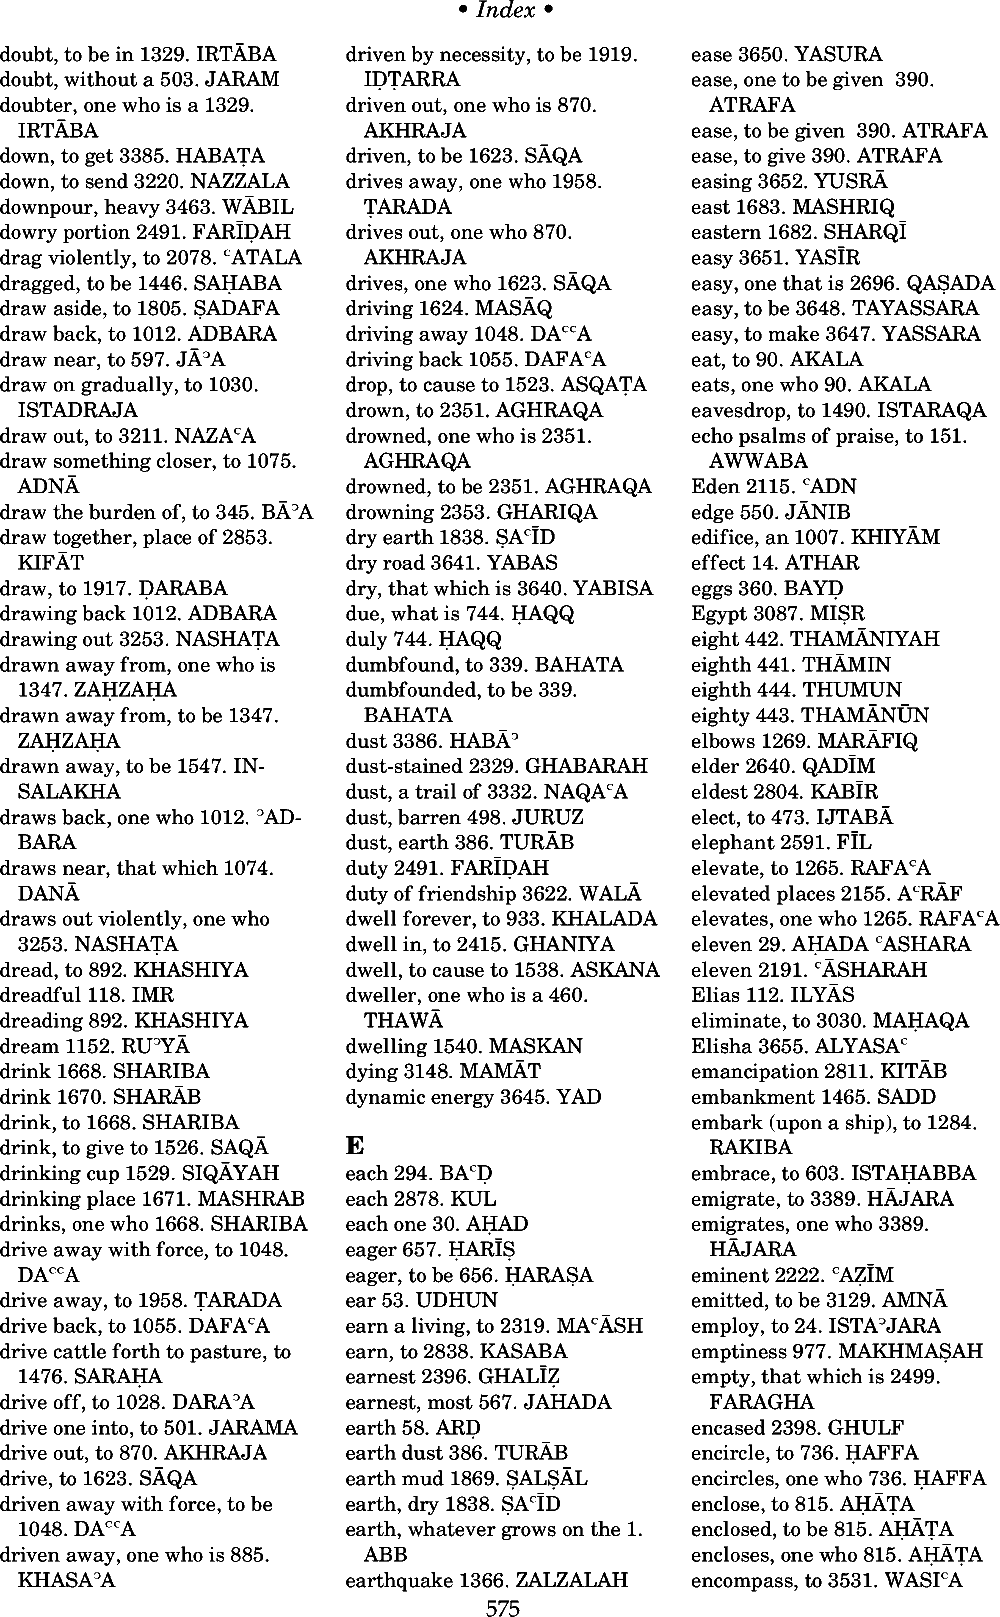 • Index •
doubt, to be in 1329. IRTĀBA
doubt, without a 503. JARAM
doubter, one who is a 1329.
IRTĀBA
down, to get 3385. HABAṬA
down, to send 3220. NAZZALA
downpour, heavy 3463. WĀBIL
dowry portion 2491. FARĪḌAH
drag violently, to 2078. ᶜATALA
dragged, to be 1446. SAḤABA
draw aside, to 1805. ṢADAFA
draw back, to 1012. ADBARA
draw near, to 597. JĀᵓA
draw on gradually, to 1030.
ISTADRAJA
draw out, to 3211. NAZAᶜA
draw something closer, to 1075.
ADNĀ
draw the burden of, to 345. BĀᵓA
draw together, place of 2853.
KIFĀT
draw, to 1917. ḌARABA
drawing back 1012. ADBARA
drawing out 3253. NASHAṬA
drawn away from, one who is
1347. ZAḤZAḤA
drawn away from, to be 1347.
ZAḤZAḤA
drawn away, to be 1547. IN-
SALAKHA
draws back, one who 1012. ᵓAD-
BARA
draws near, that which 1074.
DANĀ
draws out violently, one who
3253. NASHAṬA
dread, to 892. KHASHIYA
dreadful 118. IMR
dreading 892. KHASHIYA
dream 1152. RUᵓYĀ
drink 1668. SHARIBA
drink 1670. SHARĀB
drink, to 1668. SHARIBA
drink, to give to 1526. SAQĀ
drinking cup 1529. SIQĀYAH
drinking place 1671. MASHRAB
drinks, one who 1668. SHARIBA
drive away with force, to 1048.
DAᶜᶜA
drive away, to 1958. ṬARADA
drive back, to 1055. DAFAᶜA
drive cattle forth to pasture, to
1476. SARAḤA
drive off, to 1028. DARAᵓA
drive one into, to 501. JARAMA
drive out, to 870. AKHRAJA
drive, to 1623. SĀQA
driven away with force, to be
1048. DAᶜᶜA
driven away, one who is 885.
KHASAᵓA
driven by necessity, to be 1919.
IḌṬARRA
driven out, one who is 870.
AKHRAJA
driven, to be 1623. SĀQA
drives away, one who 1958.
ṬARADA
drives out, one who 870.
AKHRAJA
drives, one who 1623. SĀQA
driving 1624. MASĀQ
driving away 1048. DAᶜᶜA
driving back 1055. DAFAᶜA
drop, to cause to 1523. ASQAṬA
drown, to 2351. AGHRAQA
drowned, one who is 2351.
AGHRAQA
drowned, to be 2351. AGHRAQA
drowning 2353. GHARIQA
dry earth 1838. ṢAᶜĪD
dry road 3641. YABAS
dry, that which is 3640. YABISA
due, what is 744. ḤAQQ
duly 744. ḤAQQ
dumbfound, to 339. BAHATA
dumbfounded, to be 339.
BAHATA
dust 3386. HABĀᵓ
dust-stained 2329. GHABARAH
dust, a trail of 3332. NAQAᶜA
dust, barren 498. JURUZ
dust, earth 386. TURĀB
duty 2491. FARĪḌAH
duty of friendship 3622. WALĀ
dwell forever, to 933. KHALADA
dwell in, to 2415. GHANIYA
dwell, to cause to 1538. ASKANA
dweller, one who is a 460.
THAWĀ
dwelling 1540. MASKAN
dying 3148. MAMĀT
dynamic energy 3645. YAD
E
each 294. BAᶜḌ
each 2878. KUL
each one 30. AḤAD
eager 657. ḤARĪṢ
eager, to be 656. ḤARAṢA
ear 53. UDHUN
earn a living, to 2319. MAᶜĀSH
earn, to 2838. KASABA
earnest 2396. GHALĪẒ
earnest, most 567. JAHADA
earth 58. ARḌ
earth dust 386. TURĀB
earth mud 1869. ṢALṢĀL
earth, dry 1838. ṢAᶜĪD
earth, whatever grows on the 1.
ABB
earthquake 1366. ZALZALAH
ease 3650. YASURA
ease, one to be given 390.
ATRAFA
ease, to be given 390. ATRAFA
ease, to give 390. ATRAFA
easing 3652. YUSRĀ
east 1683. MASHRIQ
eastern 1682. SHARQĪ
easy 3651. YASĪR
easy, one that is 2696. QAṢADA
easy, to be 3648. TAYASSARA
easy, to make 3647. YASSARA
eat, to 90. AKALA
eats, one who 90. AKALA
eavesdrop, to 1490. ISTARAQA
echo psalms of praise, to 151.
AWWABA
Eden 2115. ᶜADN
edge 550. JĀNIB
edifice, an 1007. KHIYĀM
effect 14. ATHAR
eggs 360. BAYḌ
Egypt 3087. MIṢR
eight 442. THAMĀNIYAH
eighth 441. THĀMIN
eighth 444. THUMUN
eighty 443. THAMĀNŪN
elbows 1269. MARĀFIQ
elder 2640. QADĪM
eldest 2804. KABĪR
elect, to 473. IJTABĀ
elephant 2591. FĪL
elevate, to 1265. RAFAᶜA
elevated places 2155. AᶜRĀF
elevates, one who 1265. RAFAᶜA
eleven 29. AḤADA ᶜASHARA
eleven 2191. ᶜĀSHARAH
Elias 112. ILYĀS
eliminate, to 3030. MAḤAQA
Elisha 3655. ALYASAᶜ
emancipation 2811. KITĀB
embankment 1465. SADD
embark (upon a ship), to 1284.
RAKIBA
embrace, to 603. ISTAḤABBA
emigrate, to 3389. HĀJARA
emigrates, one who 3389.
HĀJARA
eminent 2222. ᶜAẒĪM
emitted, to be 3129. AMNĀ
employ, to 24. ISTAᵓJARA
emptiness 977. MAKHMAṢAH
empty, that which is 2499.
FARAGHA
encased 2398. GHULF
encircle, to 736. ḤAFFA
encircles, one who 736. ḤAFFA
enclose, to 815. AḤĀṬA
enclosed, to be 815. AḤĀṬA
encloses, one who 815. AḤĀṬA
encompass, to 3531. WASIᶜA
575